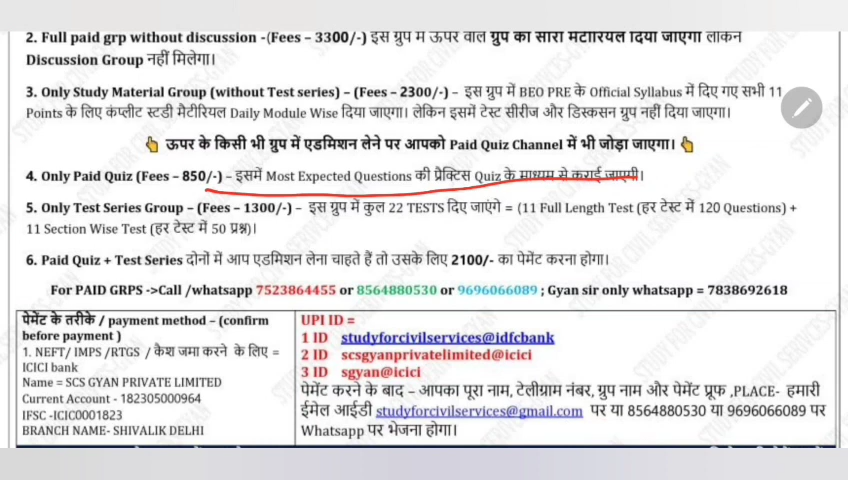 2. Full paid grp without discussion -(Fees – 3300/-) इस ग्रुप में ऊपर वाले ग्रुप का सारा मटीरियल दिया जाएगा लेकिन
Discussion Group नहीं मिलेगा।
3. Only Study Material Group (without Test series) – (Fees – 2300/-) – इस ग्रुप में BEO PRE के Official Syllabus में दिए गए सभी 11
Points के लिए कंप्लीट स्टडी मैटीरियल Daily Module Wise दिया जाएगा। लेकिन इसमें टेस्ट सीरीज और डिस्कसन ग्रुप नहीं दिया जाएगा।
👆 ऊपर के किसी भी ग्रुप में एडमिशन लेने पर आपको Paid Quiz Channel में भी जोड़ा जाएगा। 👆
4. Only Paid Quiz (Fees – 850/-) – इसमें Most Expected Questions की प्रैक्टिस Quiz के माध्यम से कराई जाएगी।
5. Only Test Series Group – (Fees – 1300/-) – इस ग्रुप में कुल 22 TESTS दिए जाएंगे = (11 Full Length Test (हर टेस्ट में 120 Questions) +
11 Section Wise Test (हर टेस्ट में 50 प्रश्न)।
6. Paid Quiz + Test Series दोनों में आप एडमिशन लेना चाहते हैं तो उसके लिए 2100/- का पेमेंट करना होगा।
For PAID GRPS ->Call /whatsapp 7523864455 or 8564880530 or 9696066089 ; Gyan sir only whatsapp = 7838692618
पेमेंट के तरीके / payment method – (confirm
before payment )
1. NEFT/ IMPS /RTGS / कैश जमा करने के लिए =
ICICI bank
Name = SCS GYAN PRIVATE LIMITED
Current Account - 182305000964
IFSC -ICIC0001823
BRANCH NAME- SHIVALIK DELHI
UPI ID =
1 ID studyforcivilservices@idfcbank
2 ID scsgyanprivatelimited@icici
3 ID sgyan@icici
पेमेंट करने के बाद – आपका पूरा नाम, टेलीग्राम नंबर, ग्रुप नाम और पेमेंट प्रूफ ,PLACE- हमारी
ईमेल आईडी studyforcivilservices@gmail.com पर या 8564880530 या 9696066089 पर
Whatsapp पर भेजना होगा।